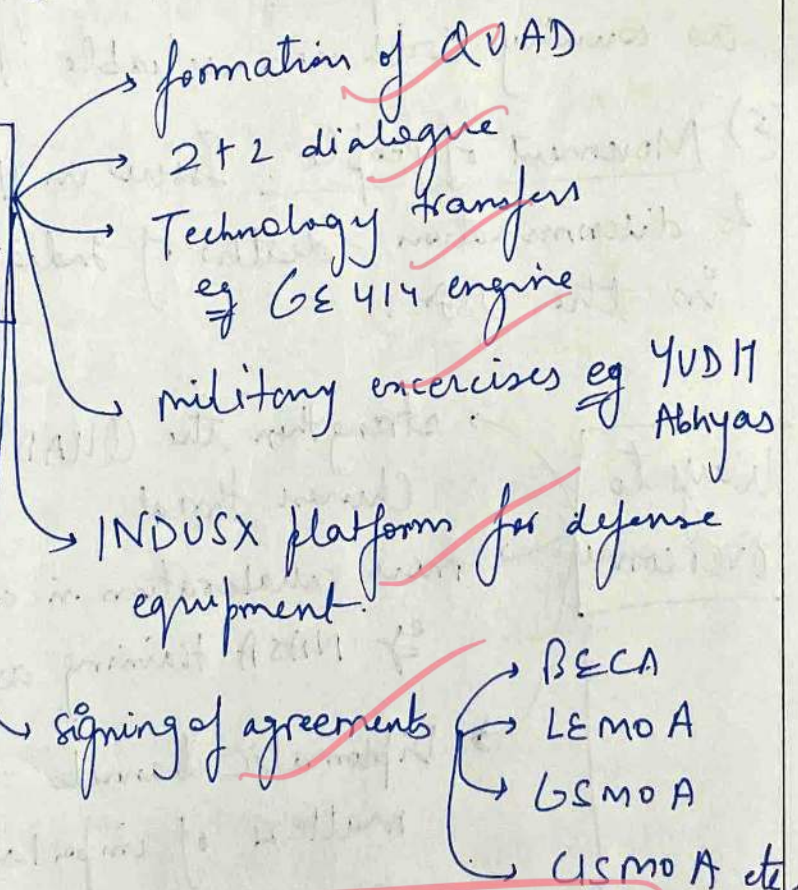 formation of QUAD
2+2 dialogue
Technology transfers
eg GE 414 engine
military excercises eg YUDH
Abhyas
INDUSX platforms for defense
equipment.
signing of agreements
BECA
LEMOA
GSMOA
CISMOA etc